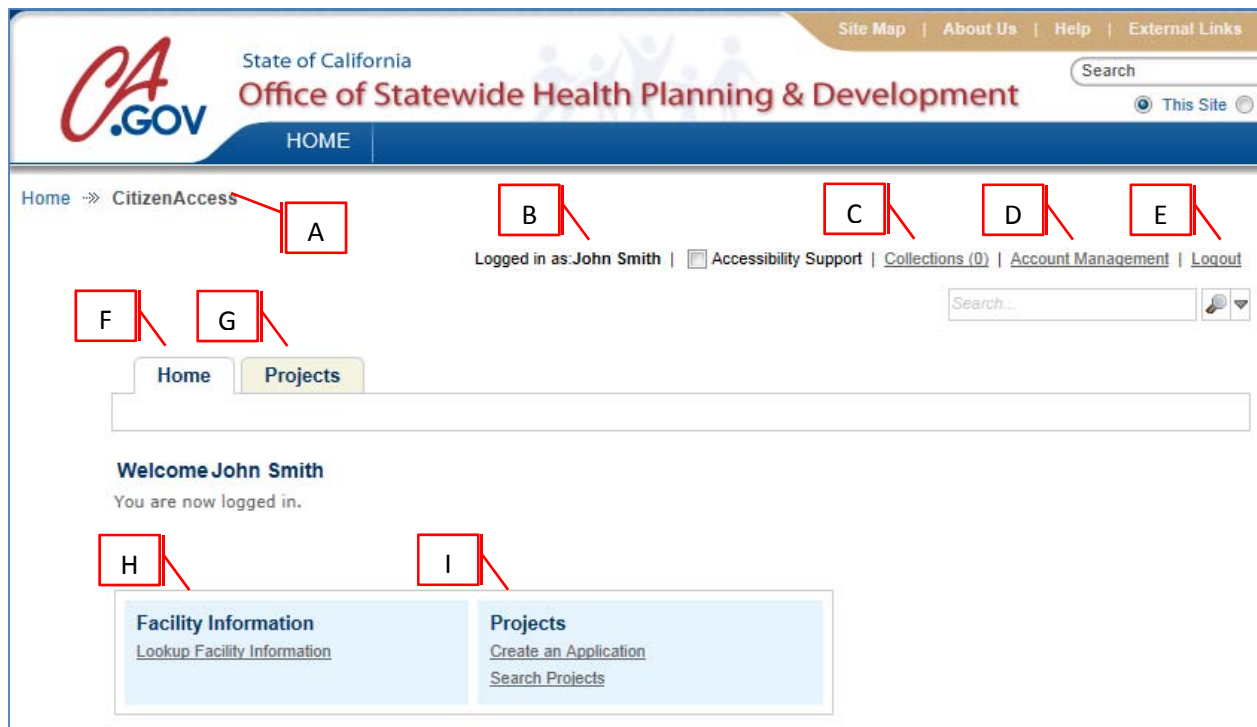 Site Map | About Us | Help | External Links
CA.GOV
State of California
Office of Statewide Health Planning & Development
Search
This Site
HOME
Home CitizenAccess
A
B
C
D
E
Logged in as:John Smith | Accessibility Support | Collections (0) | Account Management | Logout
Search...
F
G
Home Projects
Welcome John Smith
You are now logged in.
H
I
Facility Information Projects
Lookup Facility Information Create an Application
Search Projects